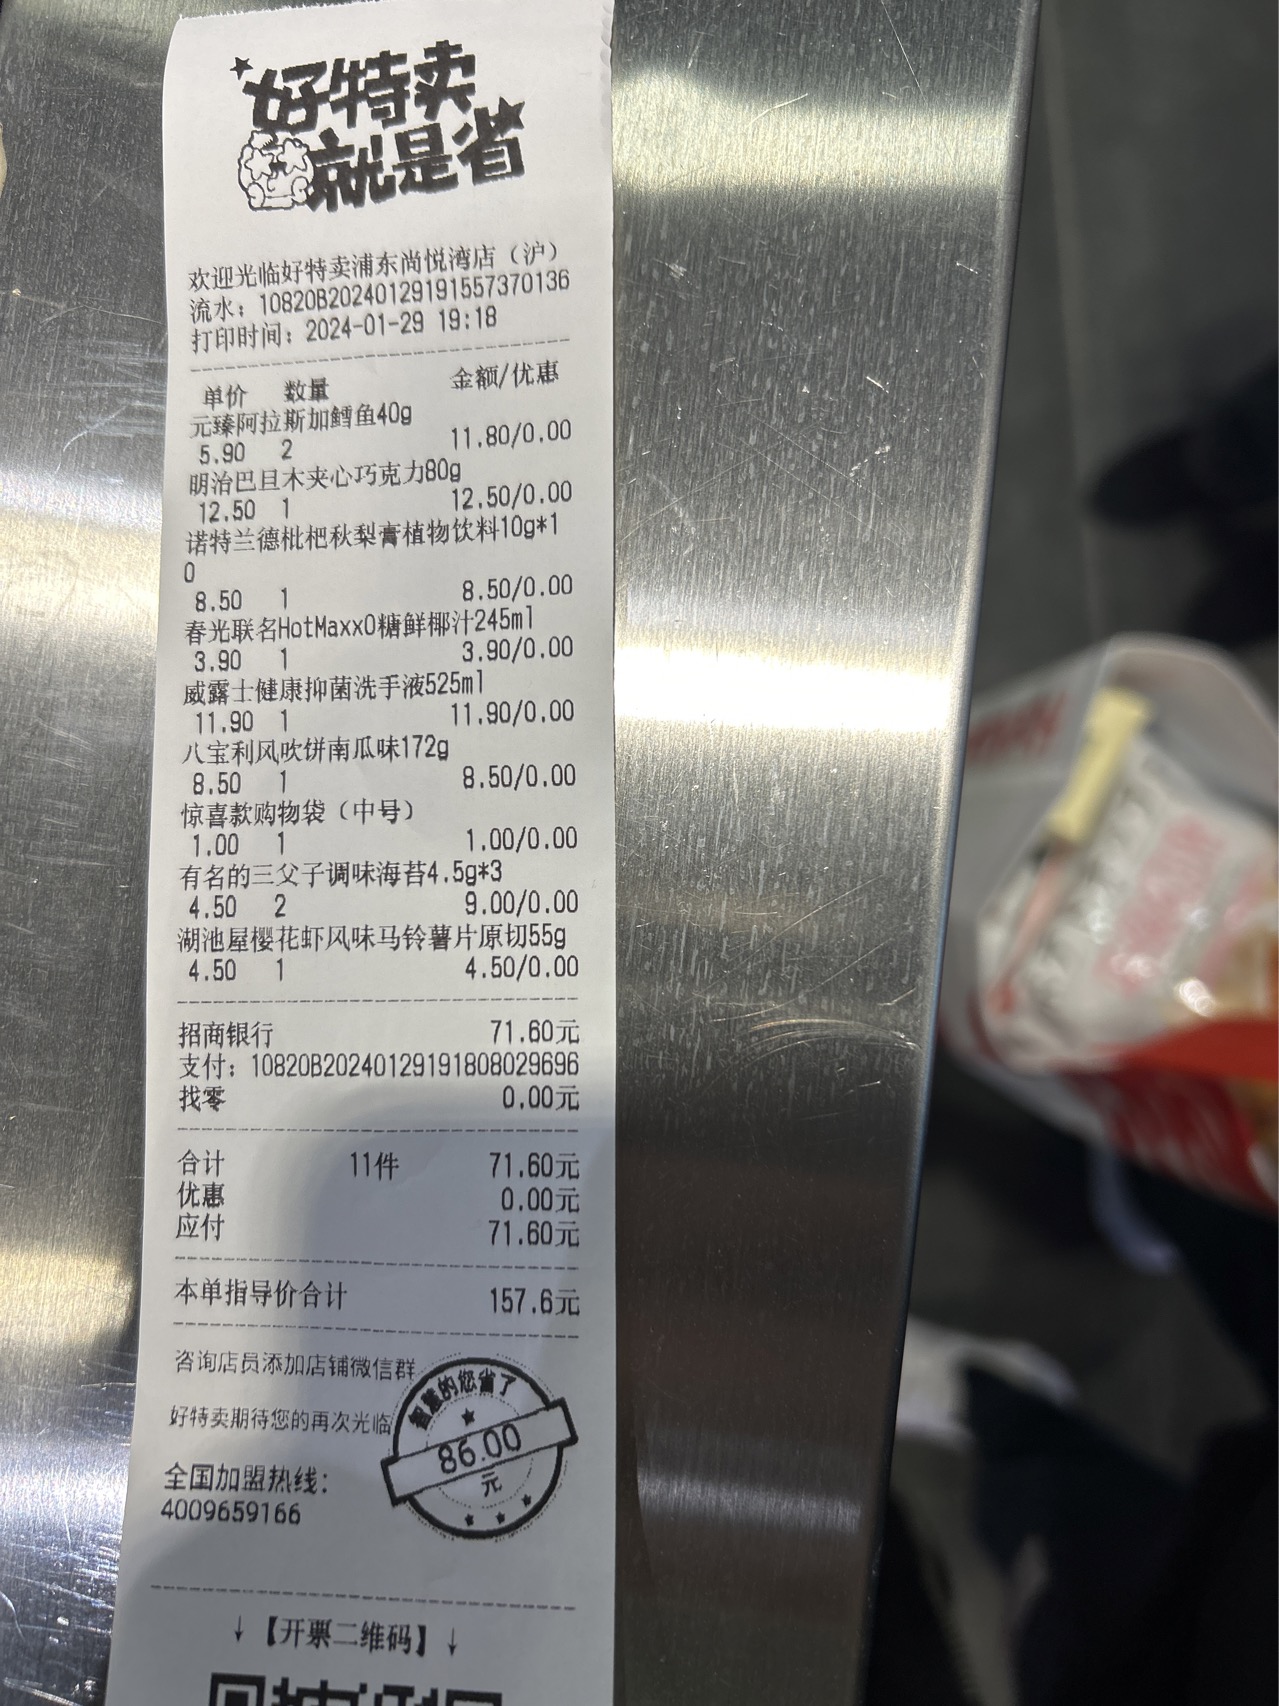 好特卖
就是省
欢迎光临好特卖浦东尚悦湾店（沪）
流水：10820B20240129191557370136
打印时间：2024-01-29 19:18
单价 数量 金额/优惠
元臻阿拉斯加鳕鱼40g
5.90 2 11.80/0.00
明治巴旦木夹心巧克力80g
12.50 1 12.50/0.00
诺特兰德枇杷秋梨膏植物饮料10g*1
0
8.50 1 8.50/0.00
春光联名HotMaxx0糖鲜椰汁245ml
3.90 1 3.90/0.00
威露士健康抑菌洗手液525ml
11.90 1 11.90/0.00
八宝利风吹饼南瓜味172g
8.50 1 8.50/0.00
惊喜款购物袋（中号）
1.00 1 1.00/0.00
有名的三父子调味海苔4.5g*3
4.50 2 9.00/0.00
湖池屋樱花虾风味马铃薯片原切55g
4.50 1 4.50/0.00
招商银行 71.60元
支付：10820B20240129191808029696
找零 0.00元
合计 11件 71.60元
优惠 0.00元
应付 71.60元
本单指导价合计 157.6元
咨询店员添加店铺微信群
好特卖期待您的再次光临
智慧的您省了
86.00
元
全国加盟热线：
4009659166
↓【开票二维码】↓